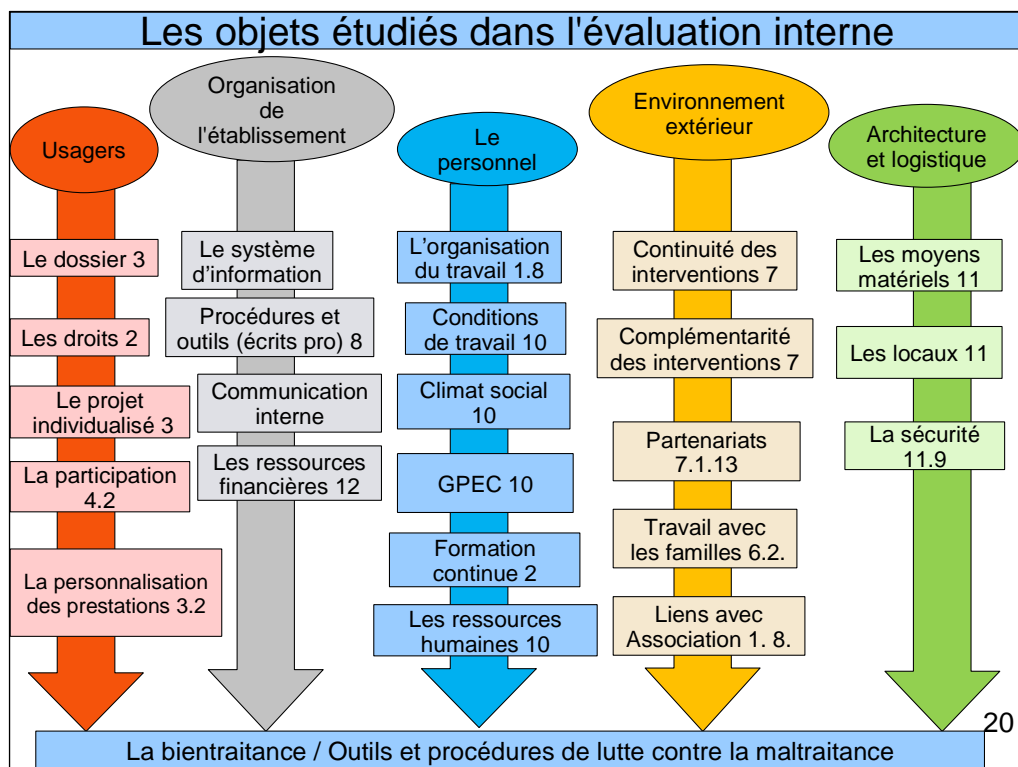 Les objets étudiés dans l'évaluation interne
Usagers
Le dossier 3
Les droits 2
Le projet
individualisé 3
La participation
4.2
La personnalisation
des prestations 3.2
Organisation
de
l'établissement
Le système
d'information
Procédures et
outils (écrits pro) 8
Communication
interne
Les ressources
financières 12
Le
personnel
L'organisation
du travail 1.8
Conditions
de travail 10
Climat social
10
GPEC 10
Formation
continue 2
Les ressources
humaines 10
Environnement
extérieur
Continuité des
interventions 7
Complémentarité
des interventions 7
Partenariats
7.1.13
Travail avec
les familles 6.2.
Liens avec
Association 1. 8.
Architecture
et logistique
Les moyens
matériels 11
Les locaux 11
La sécurité
11.9
20
La bientraitance / Outils et procédures de lutte contre la maltraitance